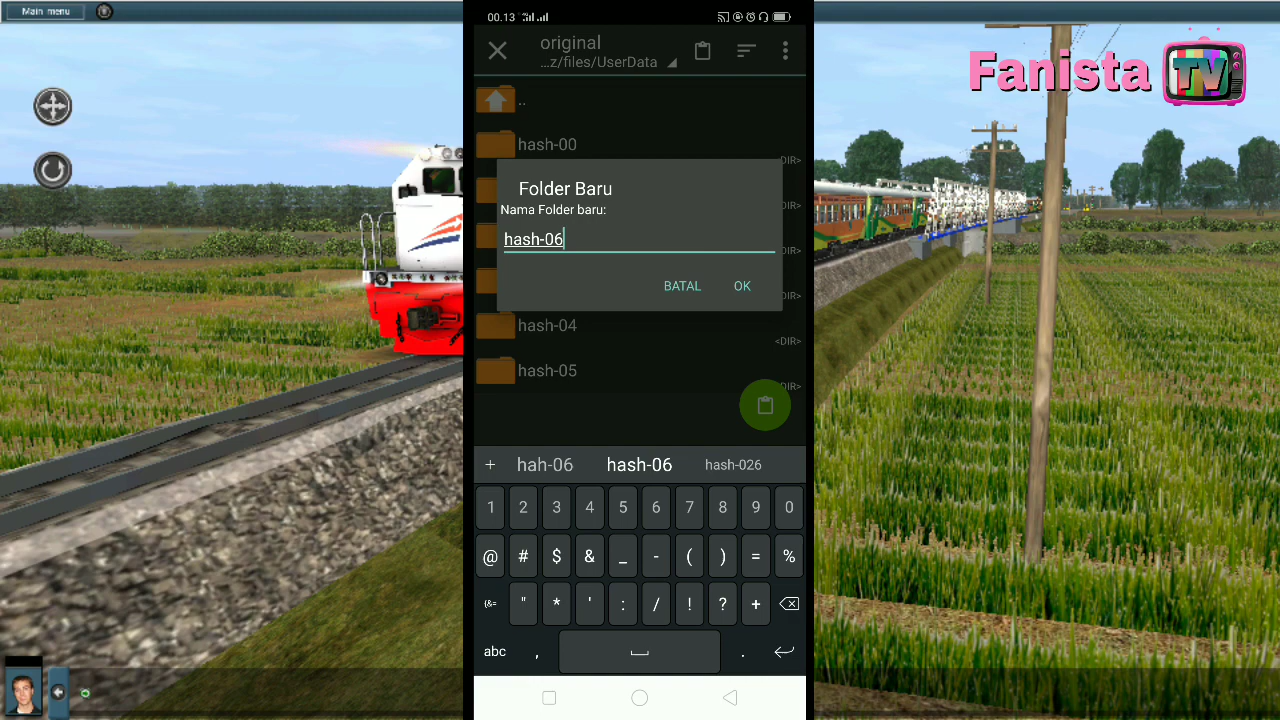 Main menu
00.13
original
...z/files/UserData
..
hash-00
DIR>
Folder Baru
Nama Folder baru:
DIR>
hash-06
DIR>
BATAL OK
DIR>
hash-04
<DIR>
hash-05
DIR>
+ hah-06 hash-06 hash-026
1 2 3 4 5 6 7 8 9 0
@ # $ & _ - ( ) = %
{&= " * ' : / ! ? +
abc , .
Fanista TV